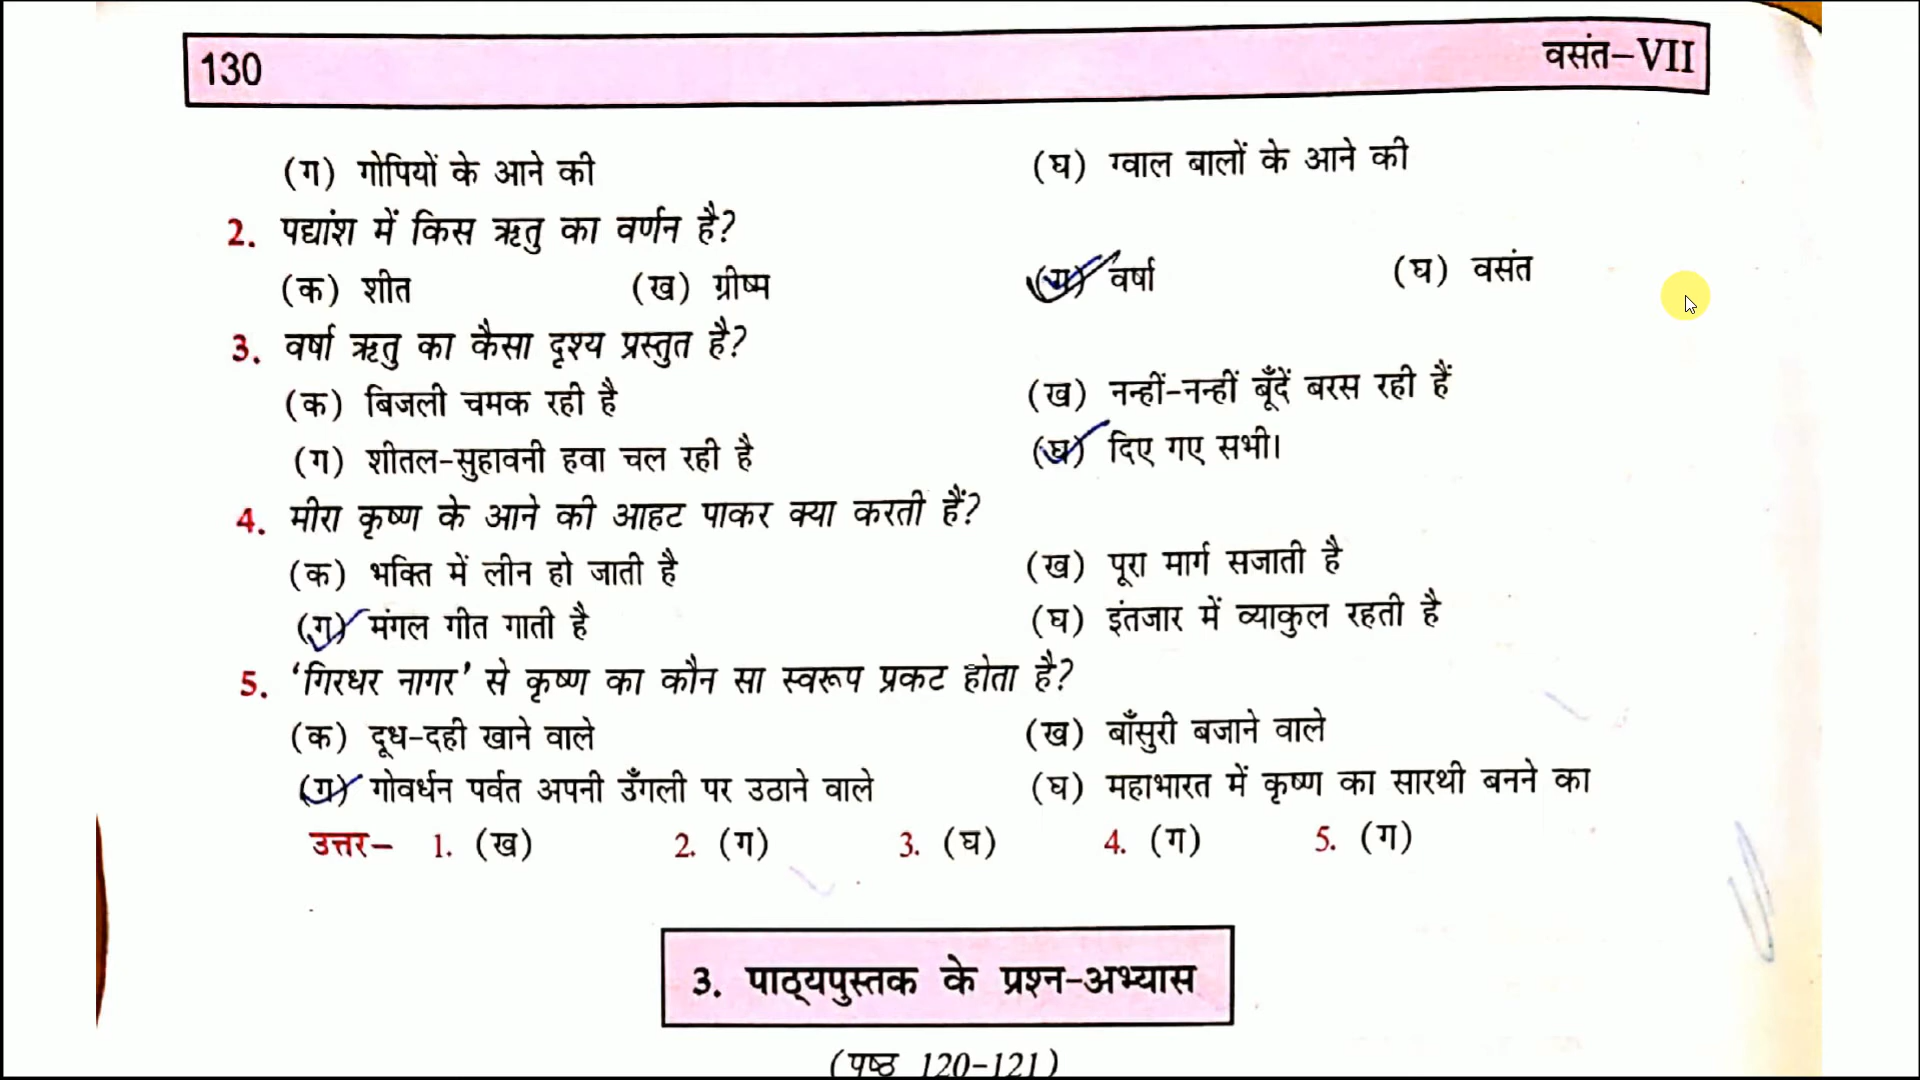 130 वसंत–VII
(ग) गोपियों के आने की (घ) ग्वाल बालों के आने की
2. पद्यांश में किस ऋतु का वर्णन है?
(क) शीत (ख) ग्रीष्म (ग) वर्षा (घ) वसंत
3. वर्षा ऋतु का कैसा दृश्य प्रस्तुत है?
(क) बिजली चमक रही है (ख) नन्हीं-नन्हीं बूँदें बरस रही हैं
(ग) शीतल-सुहावनी हवा चल रही है (घ) दिए गए सभी।
4. मीरा कृष्ण के आने की आहट पाकर क्या करती हैं?
(क) भक्ति में लीन हो जाती है (ख) पूरा मार्ग सजाती है
(ग) मंगल गीत गाती है (घ) इंतजार में व्याकुल रहती है
5. ‘गिरधर नागर’ से कृष्ण का कौन सा स्वरूप प्रकट होता है?
(क) दूध-दही खाने वाले (ख) बाँसुरी बजाने वाले
(ग) गोवर्धन पर्वत अपनी उँगली पर उठाने वाले (घ) महाभारत में कृष्ण का सारथी बनने का
उत्तर– 1. (ख) 2. (ग) 3. (घ) 4. (ग) 5. (ग)
3. पाठ्यपुस्तक के प्रश्न-अभ्यास
(पृष्ठ 120-121)